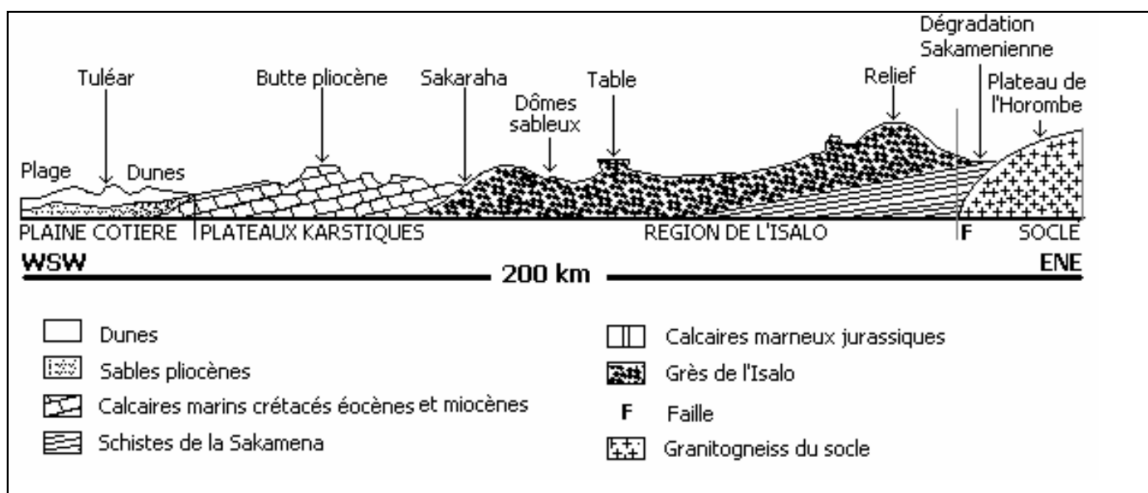 Dégradation
Sakamenienne
Tuléar
Butte pliocène
Sakaraha
Table
Relief
Plateau de
l'Horombe
Dômes
sableux
Plage
Dunes
PLAINE COTIERE
PLATEAUX KARSTIQUES
REGION DE L'ISALO
F
SOCLE
WSW
200 km
ENE
Dunes
Sables pliocènes
Calcaires marins crétacés éocènes et miocènes
Schistes de la Sakamena
Calcaires marneux jurassiques
Grès de l'Isalo
F Faille
Granitogneiss du socle